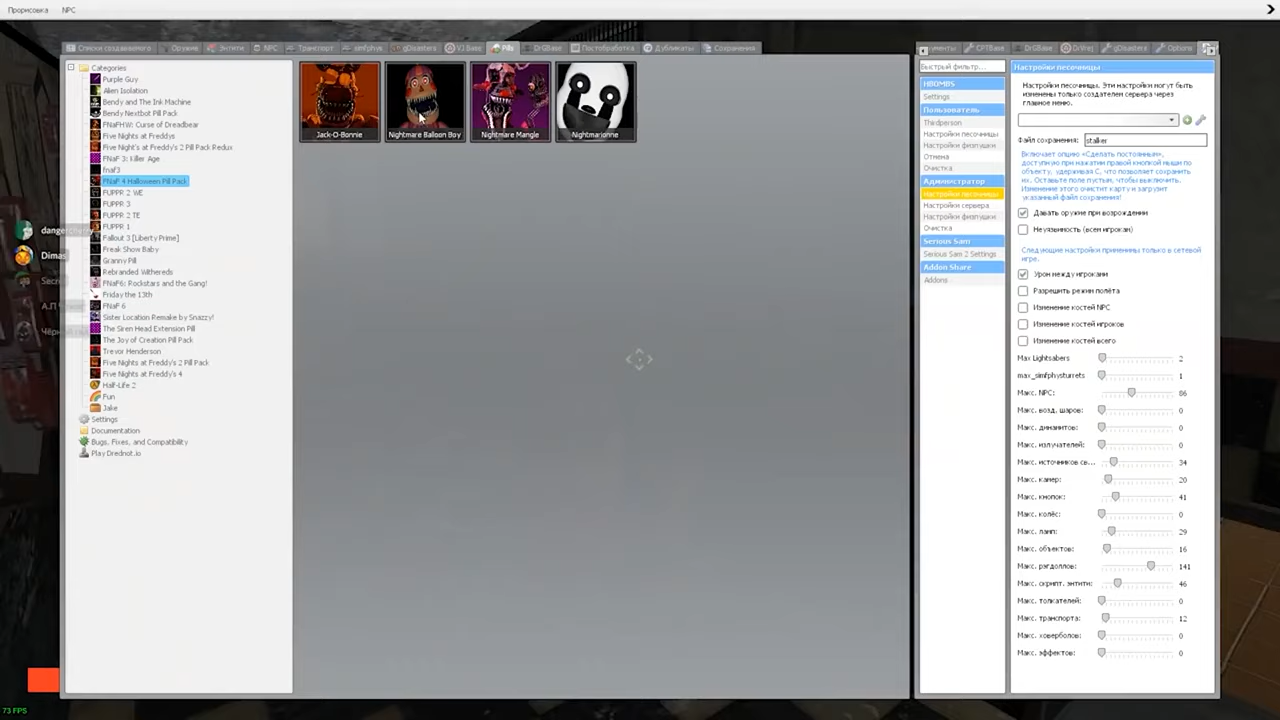 Прорисовка NPC
Списки создаваемого Оружие Энтити NPC Транспорт simfphys gDisasters VJ Base Pills DrGBase Постобработка Дубликаты Сохранения
CPTBase DrGBase DrVrej gDisasters Options
Categories
Purple Guy
Alien Isolation
Bendy and The Ink Machine
Bendy Nextbot Pill Pack
FNaFHW: Curse of Dreadbear
Five Nights at Freddys
Five Night's at Freddy's 2 Pill Pack Redux
FNAF 3: Killer Age
fnaf3
FNaF 4 Halloween Pill Pack
FUPPR 2 WE
FUPPR 3
FUPPR 2 TE
FUPPR 1
Fallout 3 [Liberty Prime]
Freak Show Baby
Granny Pill
Rebranded Withereds
FNaF6: Rockstars and the Gang!
Friday the 13th
FNaF 6
Sister Location Remake by Snazzy!
The Siren Head Extension Pill
The Joy of Creation Pill Pack
Trevor Henderson
Five Nights at Freddy's 2 Pill Pack
Five Nights at Freddy's 4
Half-Life 2
Fun
Jake
Settings
Documentation
Bugs, Fixes, and Compatibility
Play Drednot.io
Dimas
Jack-O-Bonnie
Nightmare Balloon Boy
Nightmare Mangle
Nightmarionne
Быстрый фильтр...
HBOMBS
Settings
Пользователь
Thirdperson
Настройки песочницы
Настройки физпушки
Отмена
Очистка
Администратор
Настройки песочницы
Настройки сервера
Настройки физпушки
Очистка
Serious Sam
Serious Sam 2 Settings
Addon Share
Addons
Настройки песочницы
Настройки песочницы. Эти настройки могут быть
изменены только создателем сервера через
главное меню.
Файл сохранения: stalker
Включает опцию «Сделать постоянным»,
доступную при нажатии правой кнопкой мыши по
объекту, удерживая C, что позволяет сохранить
их. Оставьте поле пустым, чтобы выключить.
Изменение этого очистит карту и загрузит
указанный файл сохранения!
Давать оружие при возрождении
Неуязвимость (всем игрокам)
Следующие настройки применимы только в сетевой
игре.
Урон между игроками
Разрешить режим полёта
Изменение костей NPC
Изменение костей игроков
Изменение костей всего
Max Lightsabers 2
max_simfphysturrets 1
Макс. NPC: 86
Макс. возд. шаров: 0
Макс. динамитов: 0
Макс. излучателей: 0
Макс. источников св... 34
Макс. камер: 20
Макс. кнопок: 41
Макс. колёс: 0
Макс. ламп: 29
Макс. объектов: 16
Макс. рэгдоллов: 141
Макс. скрипт. энтити: 46
Макс. толкателей: 0
Макс. транспорта: 12
Макс. ховерболов: 0
Макс. эффектов: 0
73 FPS